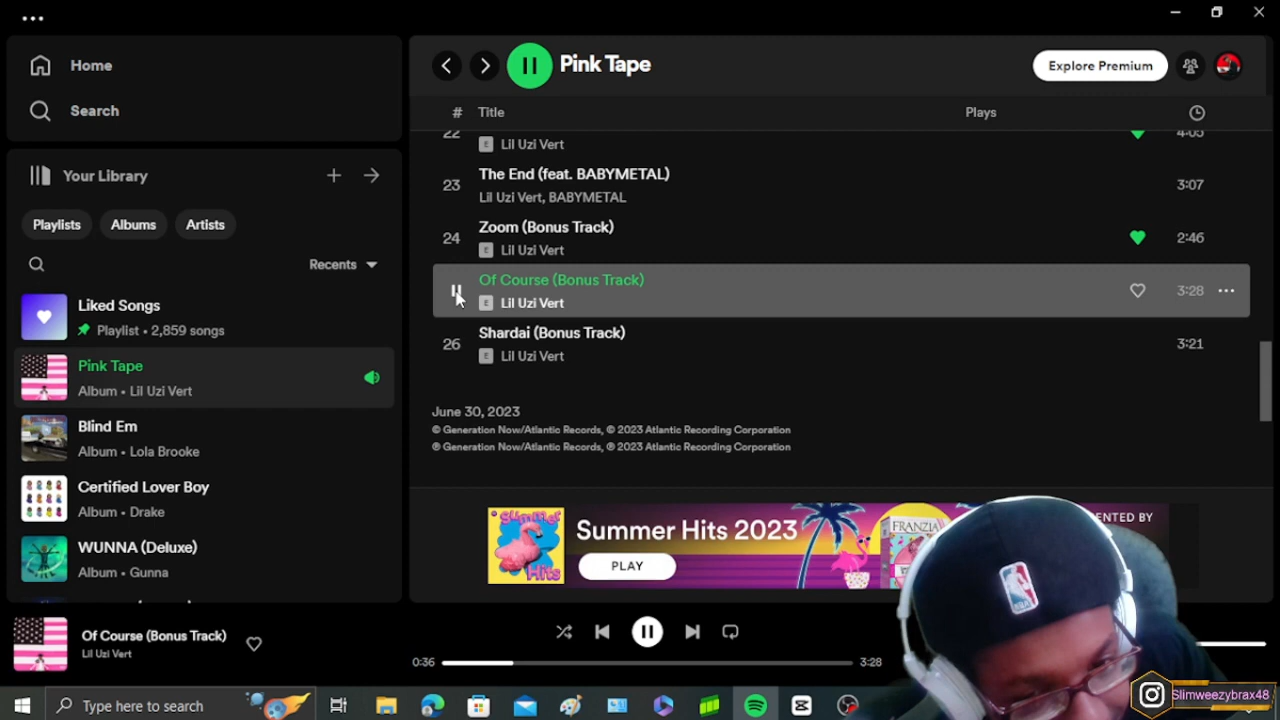 Home
Pink Tape
Explore Premium
Search
# Title Plays
22 4:05
E Lil Uzi Vert
Your Library
23 The End (feat. BABYMETAL) 3:07
Lil Uzi Vert, BABYMETAL
Playlists Albums Artists
24 Zoom (Bonus Track) 2:46
E Lil Uzi Vert
Recents
Of Course (Bonus Track) 3:28
E Lil Uzi Vert
Liked Songs
Playlist • 2,859 songs
26 Shardai (Bonus Track) 3:21
E Lil Uzi Vert
Pink Tape
Album • Lil Uzi Vert
June 30, 2023
© Generation Now/Atlantic Records, © 2023 Atlantic Recording Corporation
℗ Generation Now/Atlantic Records, ℗ 2023 Atlantic Recording Corporation
Blind Em
Album • Lola Brooke
Certified Lover Boy
Album • Drake
Summer Hits
Summer Hits 2023
PLAY
FRANZIA
ENTED BY
WUNNA (Deluxe)
Album • Gunna
NBA
Of Course (Bonus Track)
Lil Uzi Vert
0:36 3:28
Type here to search
Slimweezybrax48